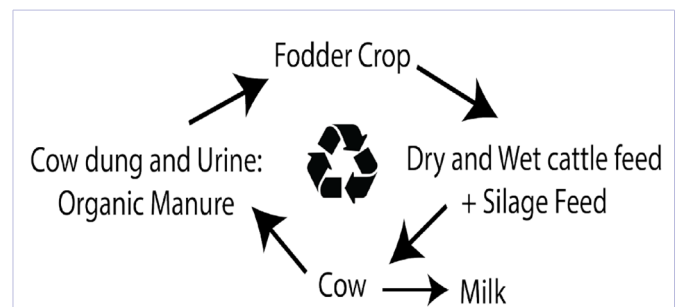 Fodder Crop
Cow dung and Urine:
Organic Manure
Dry and Wet cattle feed
+ Silage Feed
Cow
Milk